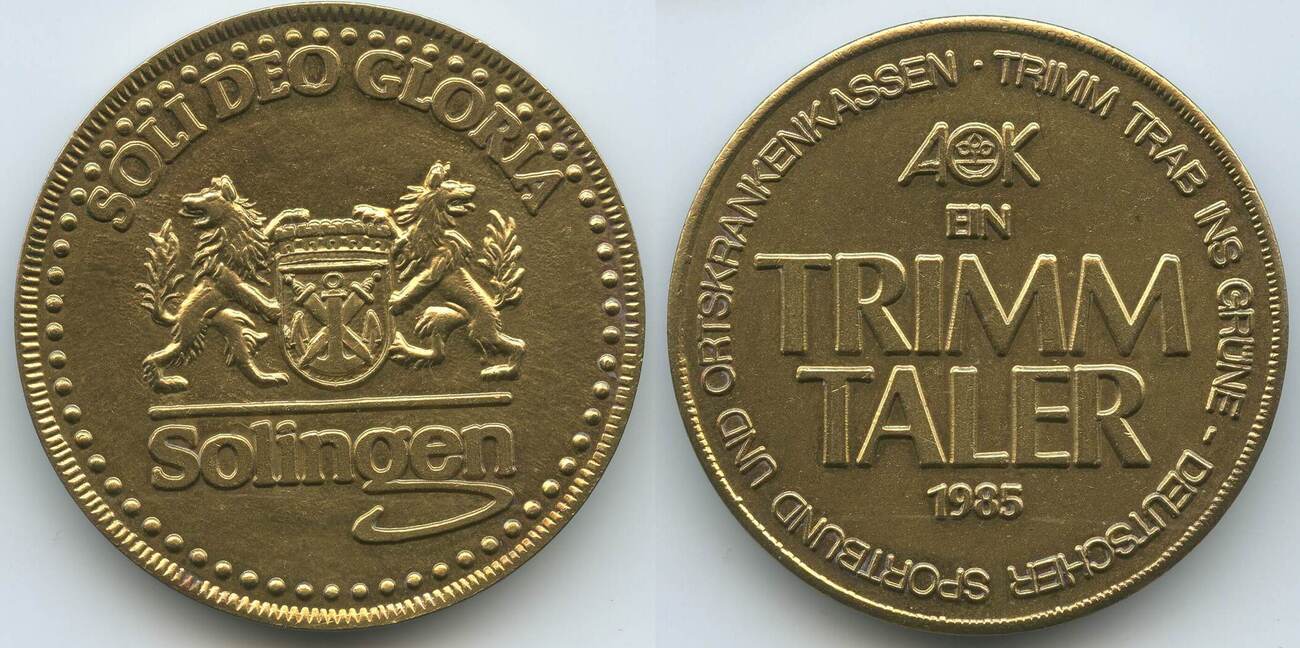 SOLI DEO GLORIA
Solingen
TRIMM TRAB INS GRÜNE - DEUTSCHER SPORTBUND UND ORTSKRANKENKASSEN ·
AOK
EIN
TRIMM
TALER
1985